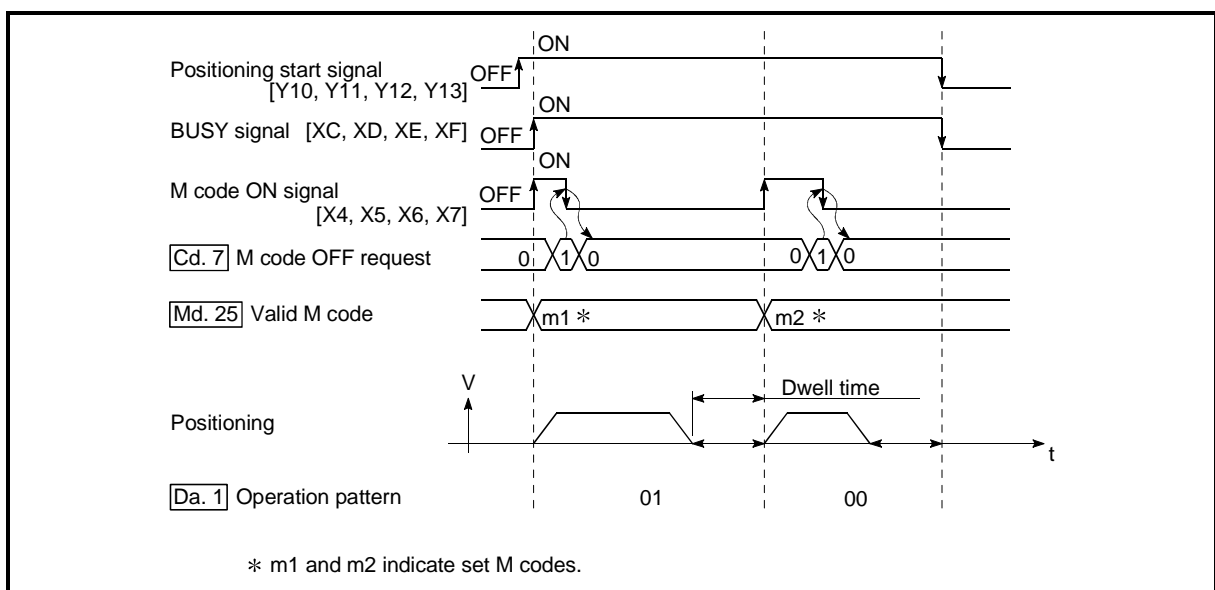 ON
Positioning start signal OFF
[Y10, Y11, Y12, Y13]
ON
BUSY signal [XC, XD, XE, XF] OFF
ON
M code ON signal OFF
[X4, X5, X6, X7]
Cd. 7 M code OFF request 0 1 0 0 1 0
Md. 25 Valid M code m1 * m2 *
V Dwell time
Positioning
t
Da. 1 Operation pattern 01 00
* m1 and m2 indicate set M codes.